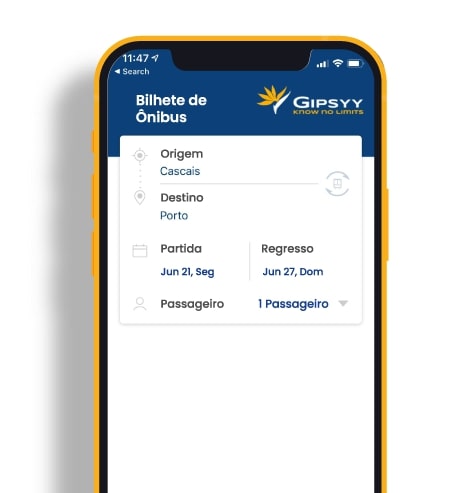 11:47
Search
Bilhete de
Ônibus
GIPSYY
KNOW NO LIMITS
Origem
Cascais
Destino
Porto
Partida
Regresso
Jun 21, Seg
Jun 27, Dom
Passageiro
1 Passageiro